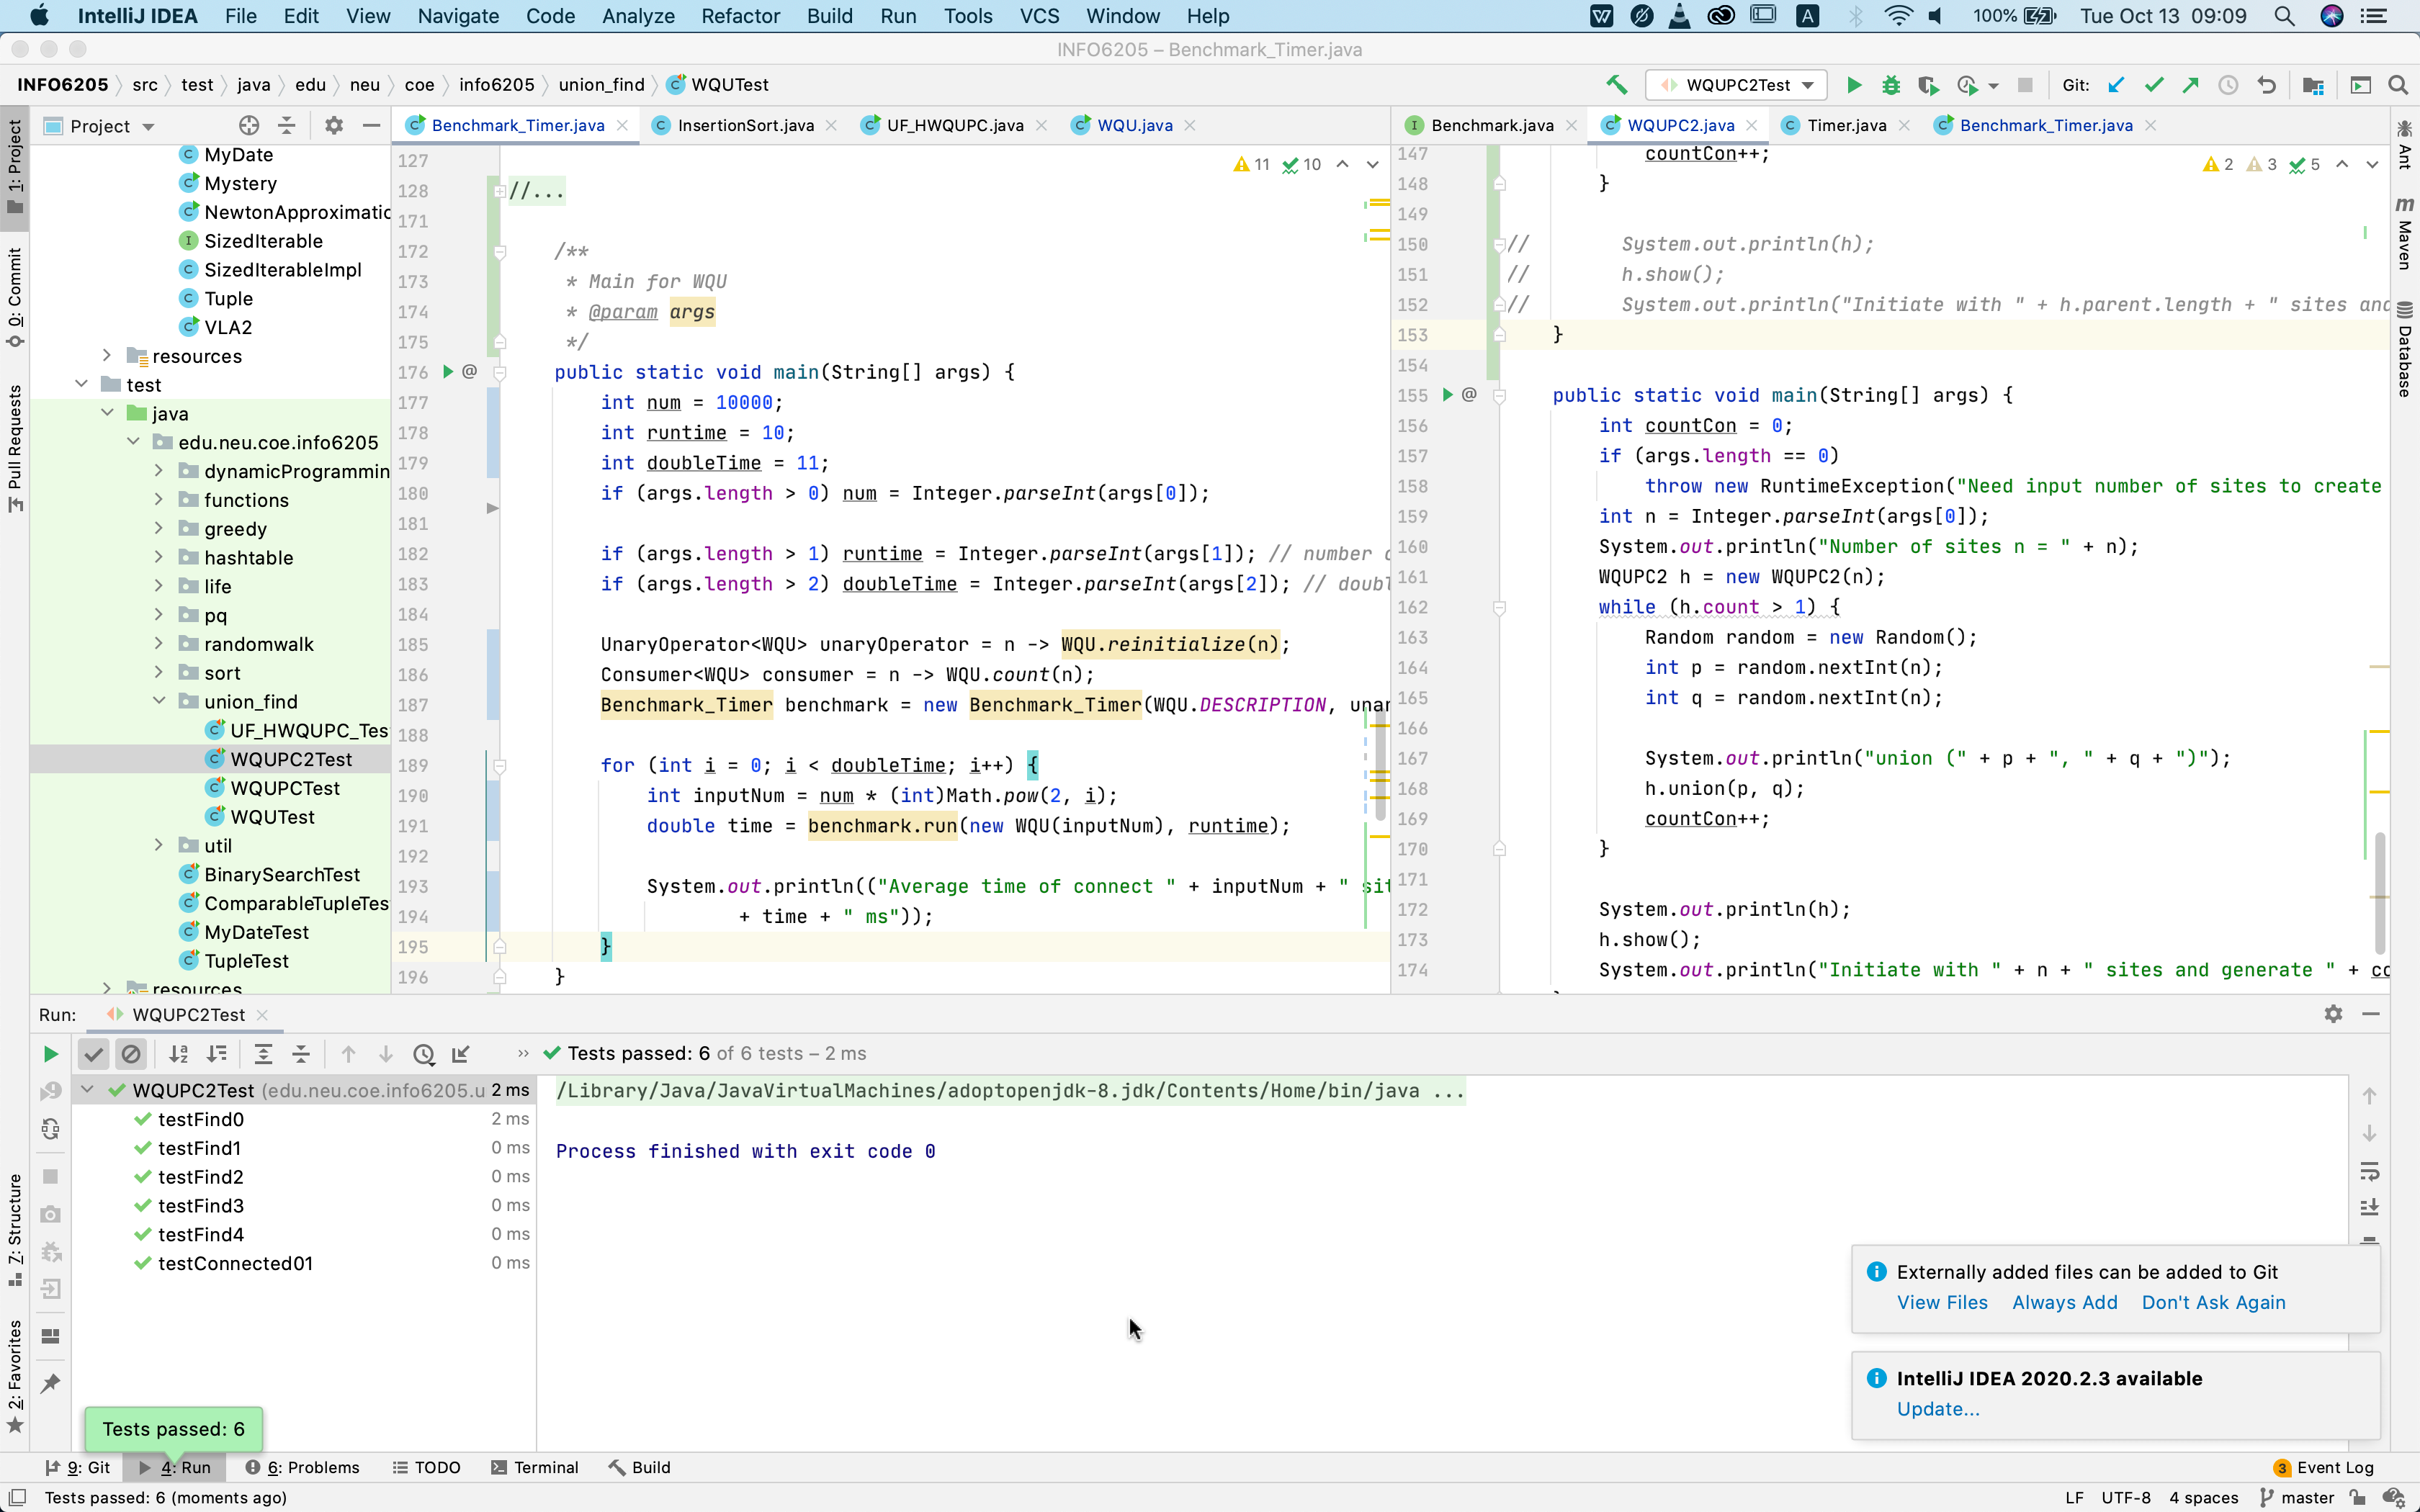 IntelliJ IDEA File Edit View Navigate Code Analyze Refactor Build Run Tools VCS Window Help 100% Tue Oct 13 09:09
INFO6205 – Benchmark_Timer.java
INFO6205 src test java edu neu coe info6205 union_find WQUTest WQUPC2Test Git:
Project
Benchmark_Timer.java InsertionSort.java UF_HWQUPC.java WQU.java
Benchmark.java WQUPC2.java Timer.java Benchmark_Timer.java
1: Project
0: Commit
Pull Requests
7: Structure
2: Favorites
Ant
Maven
Database
MyDate
Mystery
NewtonApproximatic
SizedIterable
SizedIterableImpl
Tuple
VLA2
resources
test
java
edu.neu.coe.info6205
dynamicProgrammin
functions
greedy
hashtable
life
pq
randomwalk
sort
union_find
UF_HWQUPC_Tes
WQUPC2Test
WQUPCTest
WQUTest
util
BinarySearchTest
ComparableTupleTes
MyDateTest
TupleTest
resources
11 10
127
128 //...
171
172 /**
173 * Main for WQU
174 * @param args
175 */
176 @ public static void main(String[] args) {
177 int num = 10000;
178 int runtime = 10;
179 int doubleTime = 11;
180 if (args.length > 0) num = Integer.parseInt(args[0]);
181
182 if (args.length > 1) runtime = Integer.parseInt(args[1]); // number
183 if (args.length > 2) doubleTime = Integer.parseInt(args[2]); // doubl
184
185 UnaryOperator<WQU> unaryOperator = n -> WQU.reinitialize(n);
186 Consumer<WQU> consumer = n -> WQU.count(n);
187 Benchmark_Timer benchmark = new Benchmark_Timer(WQU.DESCRIPTION, unar
188
189 for (int i = 0; i < doubleTime; i++) {
190 int inputNum = num * (int)Math.pow(2, i);
191 double time = benchmark.run(new WQU(inputNum), runtime);
192
193 System.out.println(("Average time of connect " + inputNum + " sit
194 + time + " ms"));
195 }
196 }
2 3 5
147 countCon++;
148 }
149
150 // System.out.println(h);
151 // h.show();
152 // System.out.println("Initiate with " + h.parent.length + " sites and
153 }
154
155 @ public static void main(String[] args) {
156 int countCon = 0;
157 if (args.length == 0)
158 throw new RuntimeException("Need input number of sites to create
159 int n = Integer.parseInt(args[0]);
160 System.out.println("Number of sites n = " + n);
161 WQUPC2 h = new WQUPC2(n);
162 while (h.count > 1) {
163 Random random = new Random();
164 int p = random.nextInt(n);
165 int q = random.nextInt(n);
166
167 System.out.println("union (" + p + ", " + q + ")");
168 h.union(p, q);
169 countCon++;
170 }
171
172 System.out.println(h);
173 h.show();
174 System.out.println("Initiate with " + n + " sites and generate " + co
Run: WQUPC2Test
Tests passed: 6 of 6 tests – 2 ms
WQUPC2Test (edu.neu.coe.info6205.u 2 ms
testFind0 2 ms
testFind1 0 ms
testFind2 0 ms
testFind3 0 ms
testFind4 0 ms
testConnected01 0 ms
/Library/Java/JavaVirtualMachines/adoptopenjdk-8.jdk/Contents/Home/bin/java ...
Process finished with exit code 0
Externally added files can be added to Git
View Files Always Add Don't Ask Again
IntelliJ IDEA 2020.2.3 available
Update...
Tests passed: 6
9: Git 4: Run 6: Problems TODO Terminal Build 3 Event Log
Tests passed: 6 (moments ago) LF UTF-8 4 spaces master